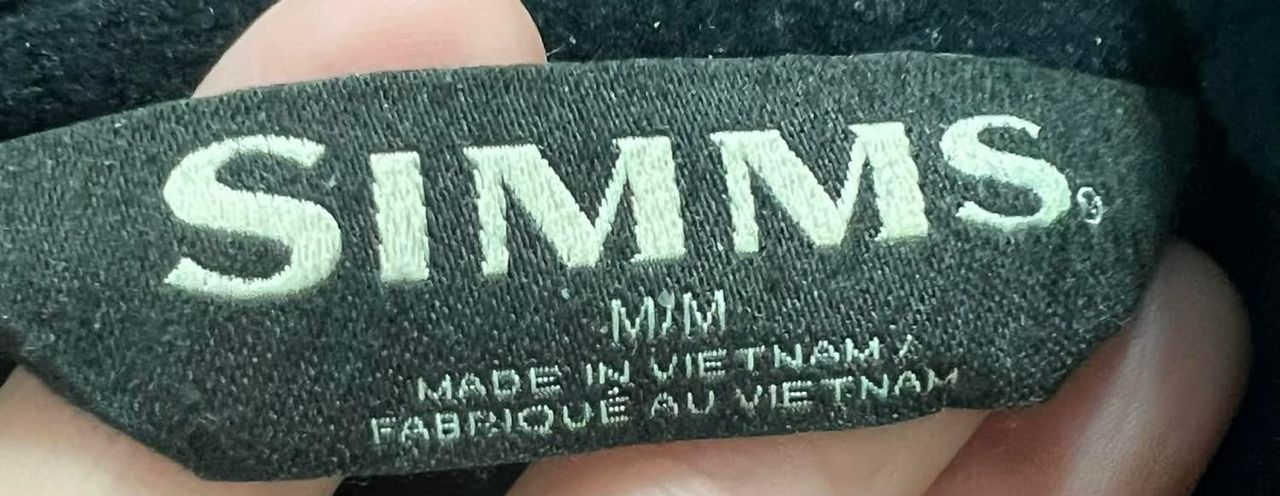 SIMMS®
M/M
MADE IN VIETNAM /
FABRIQUÉ AU VIETNAM